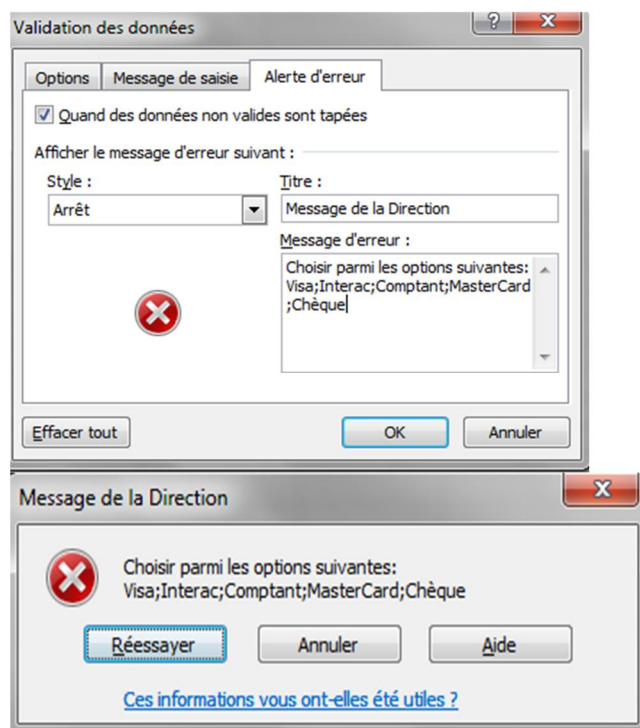 Validation des données
Options Message de saisie Alerte d'erreur
Quand des données non valides sont tapées
Afficher le message d'erreur suivant :
Style : Titre :
Arrêt Message de la Direction
Message d'erreur :
Choisir parmi les options suivantes:
Visa;Interac;Comptant;MasterCard
;Chèque
Effacer tout OK Annuler
Message de la Direction
Choisir parmi les options suivantes:
Visa;Interac;Comptant;MasterCard;Chèque
Réessayer Annuler Aide
Ces informations vous ont-elles été utiles ?